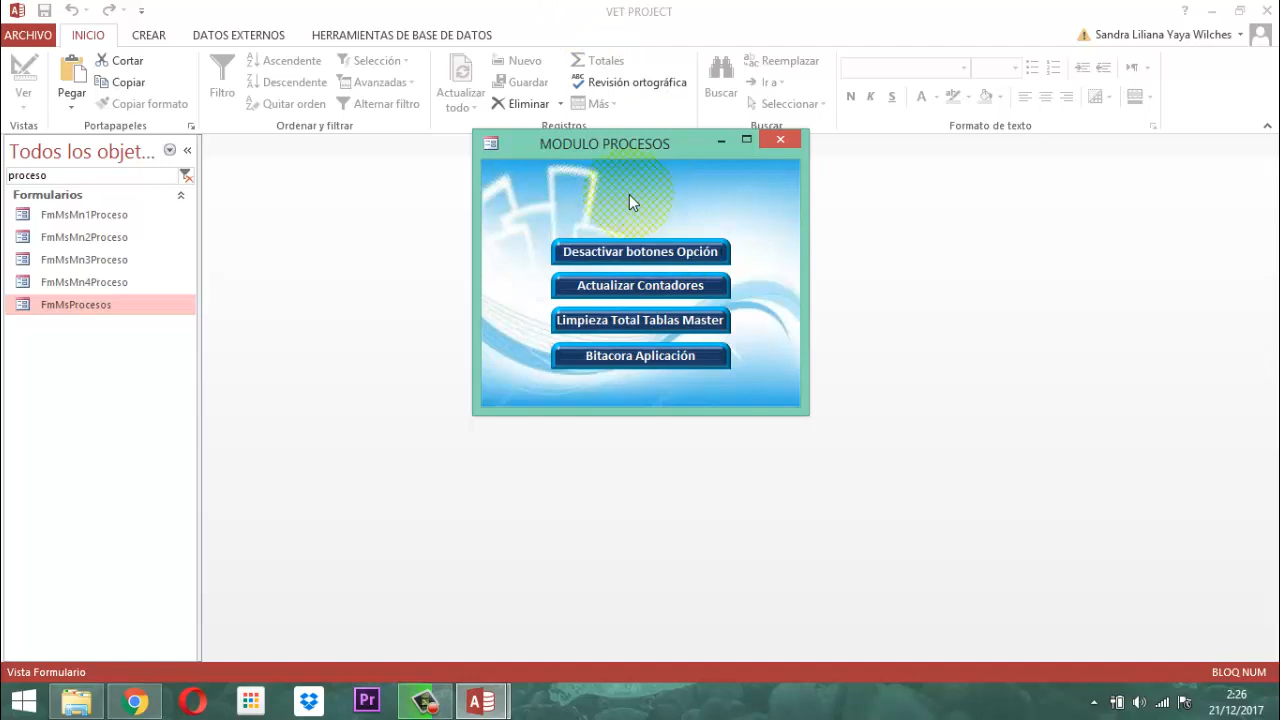 VET PROJECT
?
ARCHIVO INICIO CREAR DATOS EXTERNOS HERRAMIENTAS DE BASE DE DATOS
Sandra Liliana Yaya Wilches
Ver
Vistas
Pegar
Cortar
Copiar
Copiar formato
Portapapeles
Filtro
Ascendente
Descendente
Quitar orden
Selección
Avanzadas
Alternar filtro
Ordenar y filtrar
Actualizar
todo
Nuevo
Guardar
Eliminar
Totales
Revisión ortográfica
Más
Registros
Buscar
Reemplazar
Ir a
Seleccionar
Buscar
N K S A
Formato de texto
Todos los objet...
proceso
Formularios
FmMsMn1Proceso
FmMsMn2Proceso
FmMsMn3Proceso
FmMsMn4Proceso
FmMsProcesos
MODULO PROCESOS
Desactivar botones Opción
Actualizar Contadores
Limpieza Total Tablas Master
Bitacora Aplicación
Vista Formulario
BLOQ NUM
Pr
2:26
21/12/2017